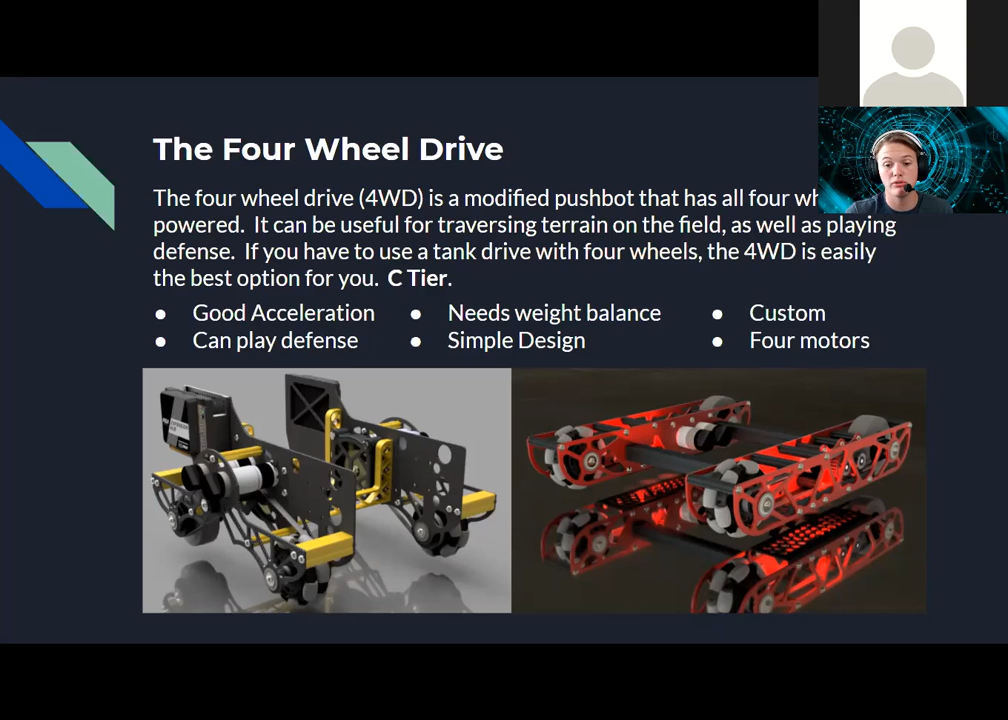 The Four Wheel Drive
The four wheel drive (4WD) is a modified pushbot that has all four
powered. It can be useful for traversing terrain on the field, as well as playing
defense. If you have to use a tank drive with four wheels, the 4WD is easily
the best option for you. C Tier.
● Good Acceleration ● Needs weight balance ● Custom
● Can play defense ● Simple Design ● Four motors